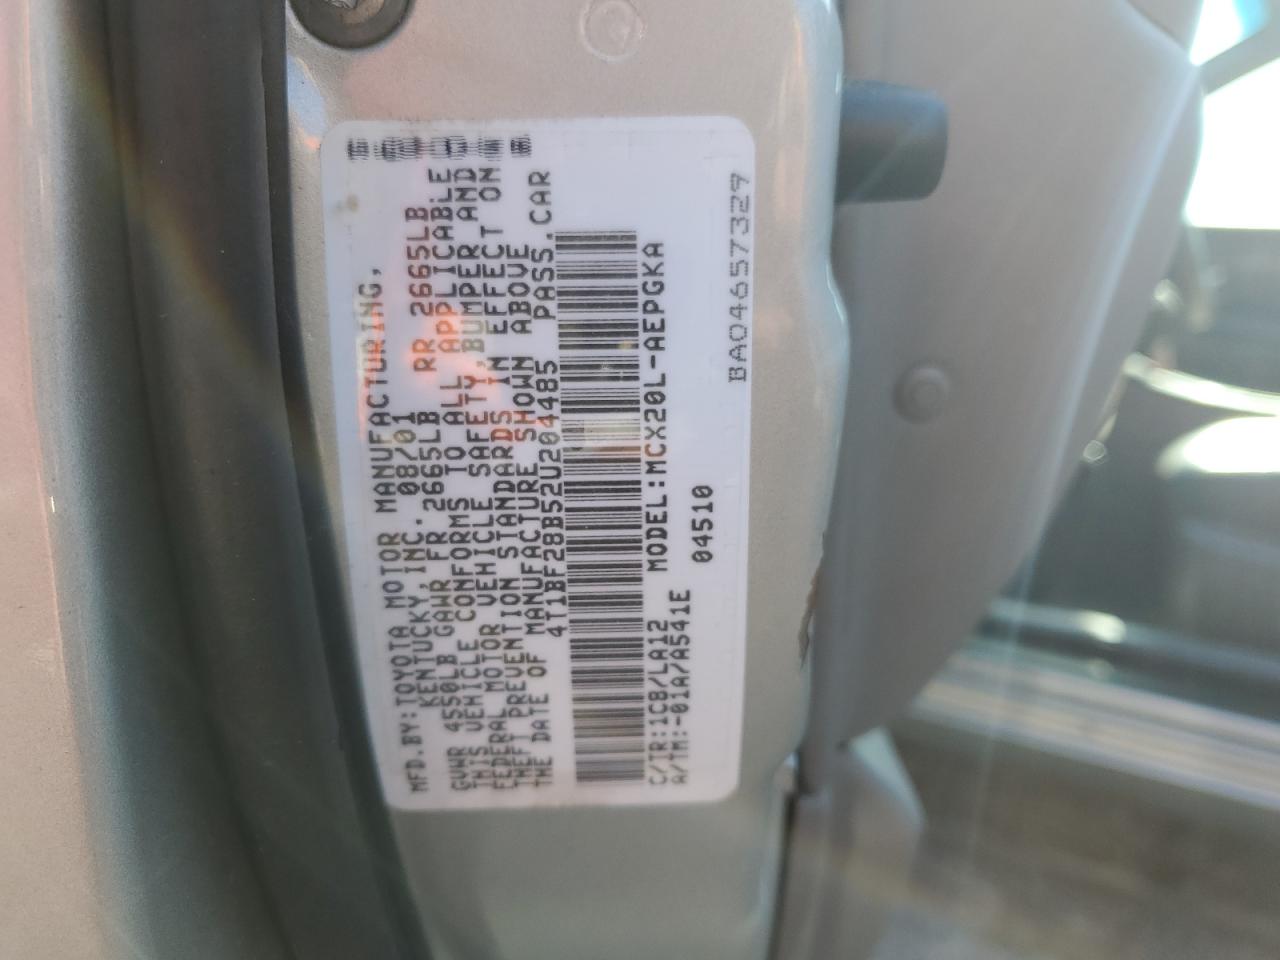 MFD.BY:TOYOTA MOTOR MANUFACTURING,
KENTUCKY,INC. 08/01
GVWR 4550LB GAWR FR 2665LB RR 2665LB
THIS VEHICLE CONFORMS TO ALL APPLICABLE
FEDERAL MOTOR VEHICLE SAFETY,BUMPER AND
THEFT PREVENTION STANDARDS IN EFFECT ON
THE DATE OF MANUFACTURE SHOWN ABOVE
4T1BF28B52U204485 PASS.CAR
C/TR:1C8/LA12 MODEL:MCX20L-AEPGKA
A/TM:-01A/A541E 04510
BA04657329